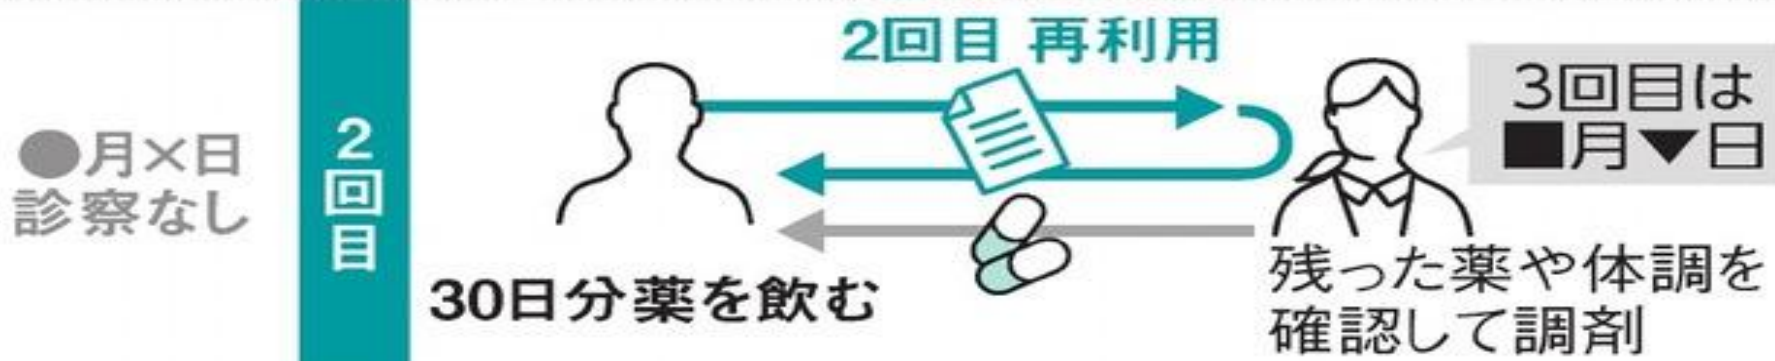 ●月×日
診察なし
2回目
2回目 再利用
30日分薬を飲む
3回目は
■月▼日
残った薬や体調を
確認して調剤